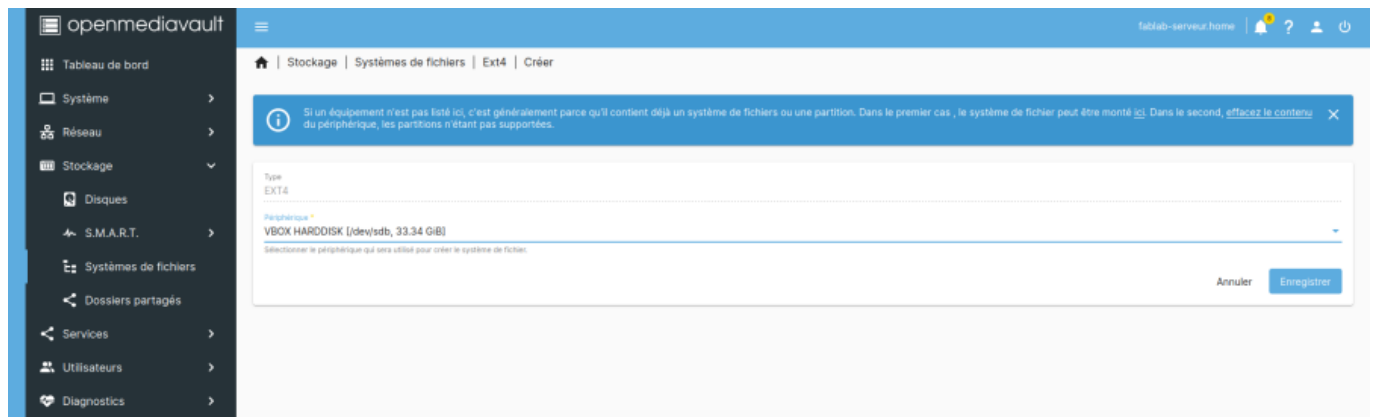 openmediavault
fablab-serveur.home
Tableau de bord
Système
Réseau
Stockage
Disques
S.M.A.R.T.
Systèmes de fichiers
Dossiers partagés
Services
Utilisateurs
Diagnostics
| Stockage | Systèmes de fichiers | Ext4 | Créer
Si un équipement n'est pas listé ici, c'est généralement parce qu'il contient déjà un système de fichiers ou une partition. Dans le premier cas , le système de fichier peut être monté ici. Dans le second, effacez le contenu
du périphérique, les partitions n'étant pas supportées.
Type
EXT4
Périphérique *
VBOX HARDDISK [/dev/sdb, 33.34 GiB]
Sélectionner le périphérique qui sera utilisé pour créer le système de fichier.
Annuler
Enregistrer